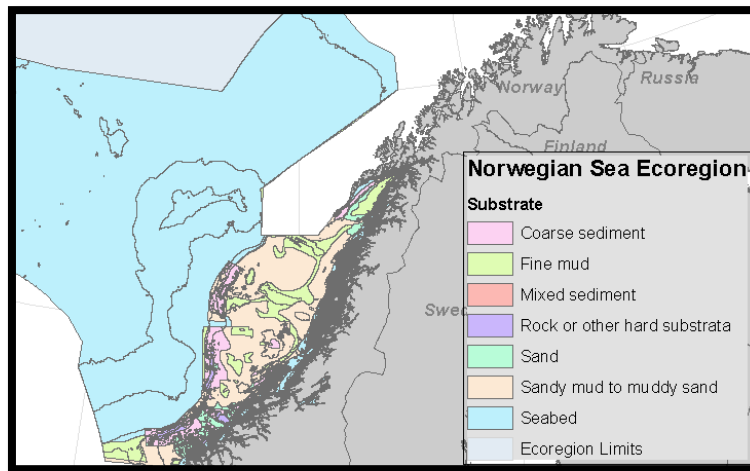 Norway
Russia
Finland
Swed
Norwegian Sea Ecoregion
Substrate
Coarse sediment
Fine mud
Mixed sediment
Rock or other hard substrata
Sand
Sandy mud to muddy sand
Seabed
Ecoregion Limits